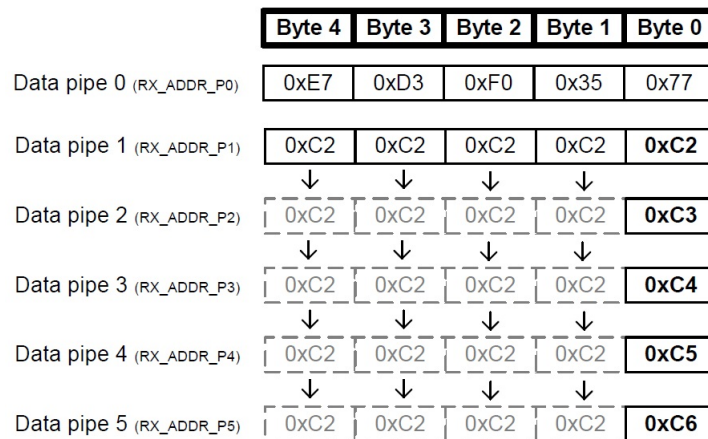 Byte 4 Byte 3 Byte 2 Byte 1 Byte 0
Data pipe 0 (RX_ADDR_P0) 0xE7 0xD3 0xF0 0x35 0x77
Data pipe 1 (RX_ADDR_P1) 0xC2 0xC2 0xC2 0xC2 0xC2
Data pipe 2 (RX_ADDR_P2) 0xC2 0xC2 0xC2 0xC2 0xC3
Data pipe 3 (RX_ADDR_P3) 0xC2 0xC2 0xC2 0xC2 0xC4
Data pipe 4 (RX_ADDR_P4) 0xC2 0xC2 0xC2 0xC2 0xC5
Data pipe 5 (RX_ADDR_P5) 0xC2 0xC2 0xC2 0xC2 0xC6